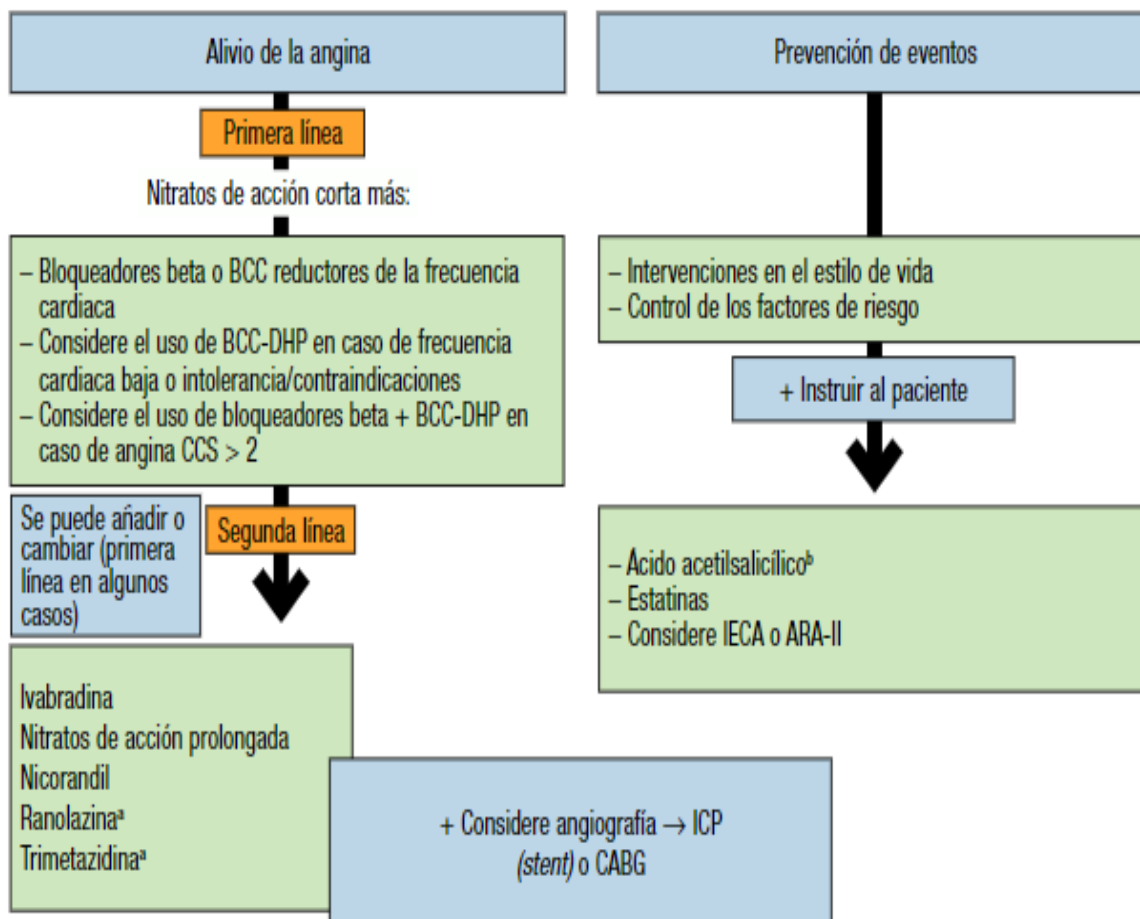 Alivio de la angina
Primera línea
Nitratos de acción corta más:
– Bloqueadores beta o BCC reductores de la frecuencia
cardiaca
– Considere el uso de BCC-DHP en caso de frecuencia
cardiaca baja o intolerancia/contraindicaciones
– Considere el uso de bloqueadores beta + BCC-DHP en
caso de angina CCS > 2
Se puede añadir o
cambiar (primera
línea en algunos
casos)
Segunda línea
Ivabradina
Nitratos de acción prolongada
Nicorandil
Ranolazinaª
Trimetazidinaª
+ Considere angiografía → ICP
(stent) o CABG
Prevención de eventos
– Intervenciones en el estilo de vida
– Control de los factores de riesgo
+ Instruir al paciente
– Acido acetilsalicílicoᵇ
– Estatinas
– Considere IECA o ARA-II